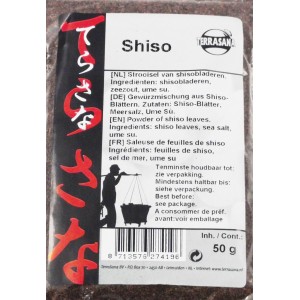 てらさな
TERRASANA
Shiso
[NL] Strooisel van shisobladeren.
Ingredienten: shisobladeren,
zeezout, ume su.
[DE] Gewürzmischung aus Shiso-
Blättern. Zutaten: Shiso-Blätter,
Meersalz, Ume Su.
[EN] Powder of shiso leaves.
Ingredients: shiso leaves, sea salt,
ume su.
[FR] Saleuse de feuilles de shiso
Ingrédients: feuilles de shiso,
sel de mer, ume su.
Tenminste houdbaar tot:
zie verpakking.
Mindestens haltbar bis:
siehe verpackung.
Best before:
see package.
A consommer de préf.
avant:voir emballage
Inh. / Cont.:
50 g
8 713576 274196